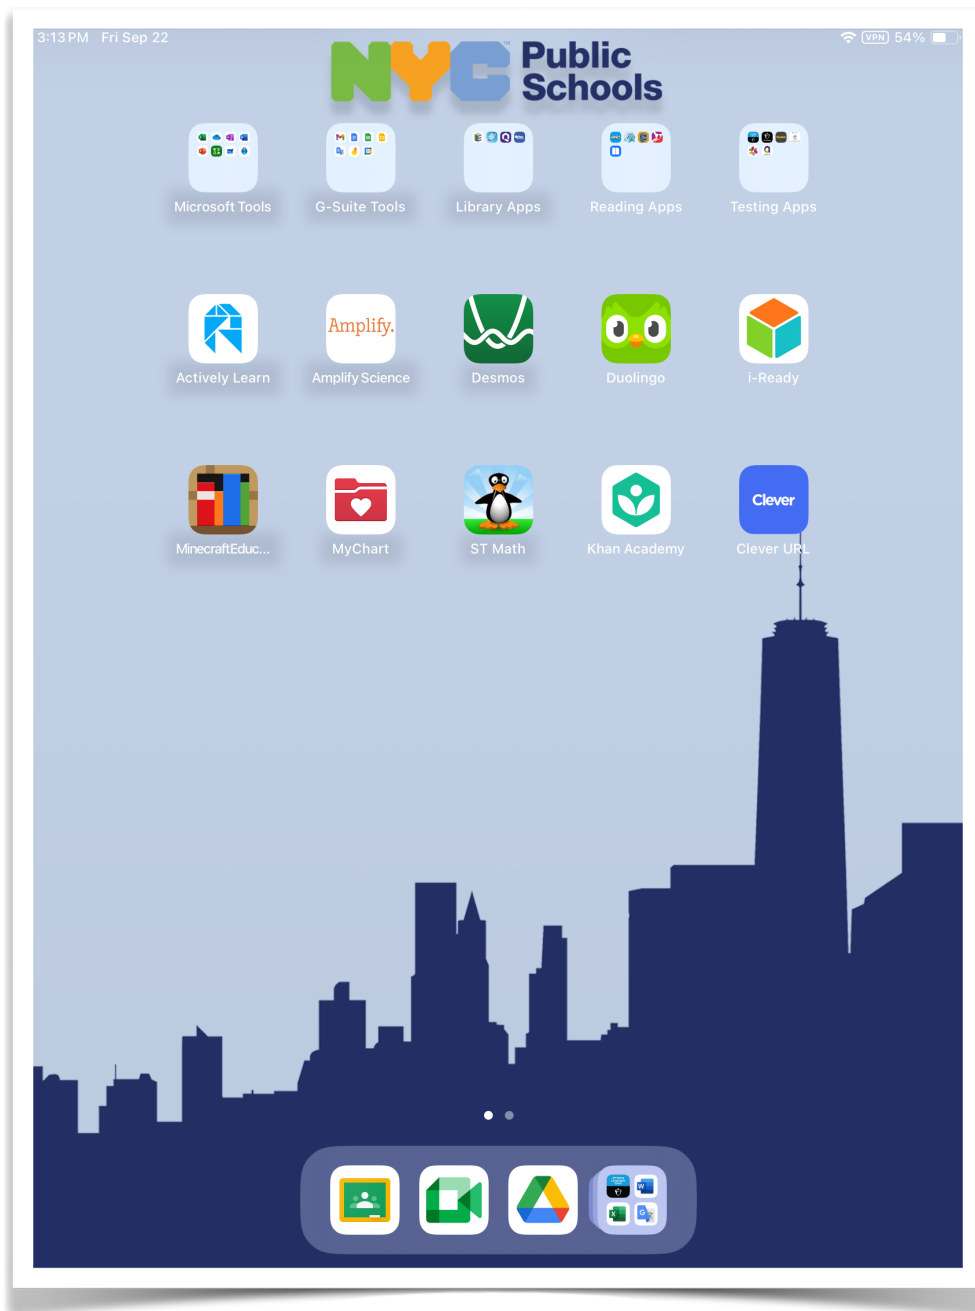 3:13 PM Fri Sep 22
VPN 54%
NYC Public
Schools
Microsoft Tools
G-Suite Tools
Library Apps
Reading Apps
Testing Apps
Amplify.
Actively Learn
Amplify Science
Desmos
Duolingo
i-Ready
Clever
MinecraftEduc...
MyChart
ST Math
Khan Academy
Clever URL